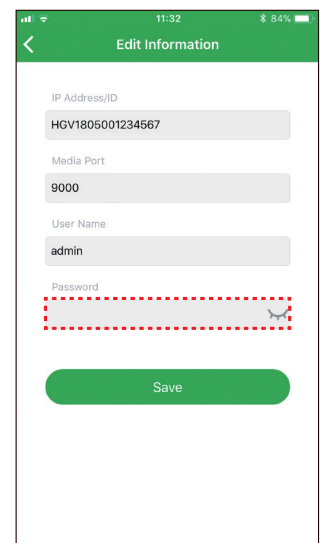 11:32
84%
Edit Information
IP Address/ID
HGV1805001234567
Media Port
9000
User Name
admin
Password
Save